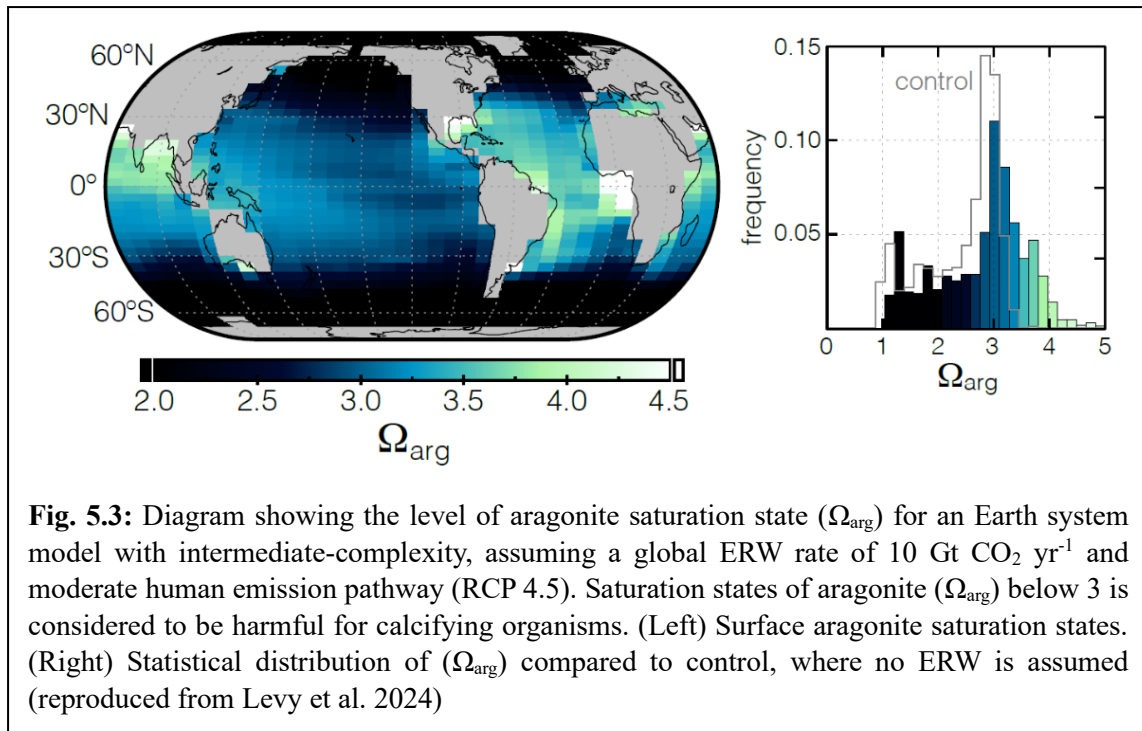 60°N
30°N
0°
30°S
60°S
2.0 2.5 3.0 3.5 4.0 4.5
Ωarg
0.15
0.10
0.05
frequency
control
0 1 2 3 4 5
Ωarg
Fig. 5.3: Diagram showing the level of aragonite saturation state (Ωarg) for an Earth system
model with intermediate-complexity, assuming a global ERW rate of 10 Gt CO₂ yr⁻¹ and
moderate human emission pathway (RCP 4.5). Saturation states of aragonite (Ωarg) below 3 is
considered to be harmful for calcifying organisms. (Left) Surface aragonite saturation states.
(Right) Statistical distribution of (Ωarg) compared to control, where no ERW is assumed
(reproduced from Levy et al. 2024)